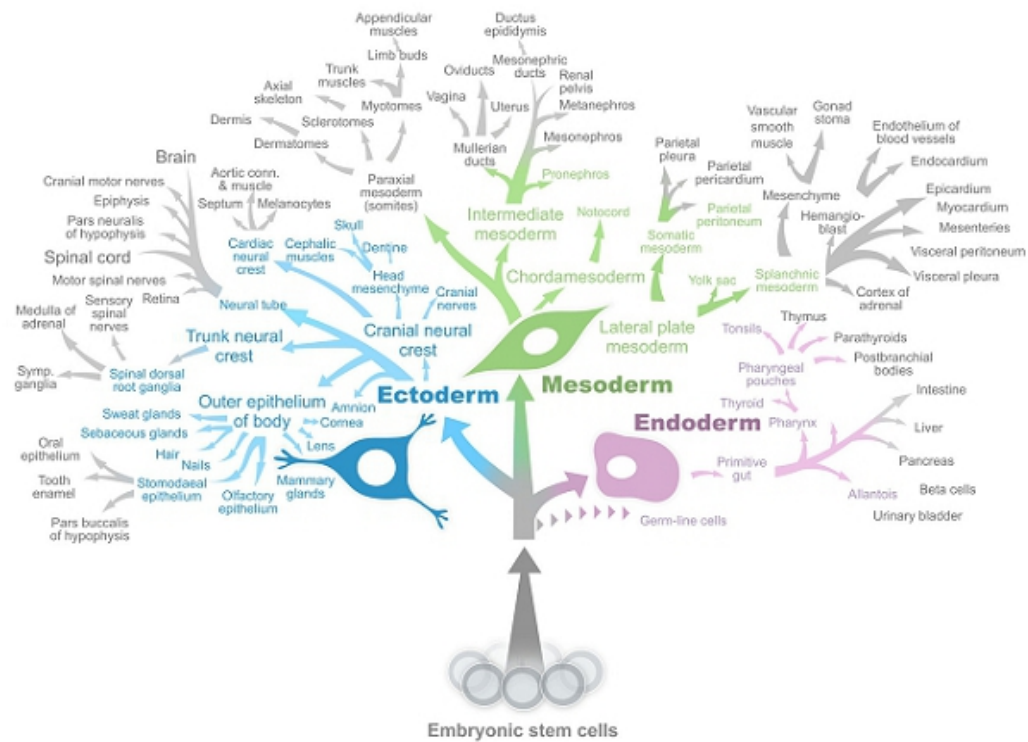 Appendicular
muscles
Limb buds
Trunk
muscles
Axial
skeleton
Myotomes
Sclerotomes
Dermis
Dermatomes
Paraxial
mesoderm
(somites)
Ductus
epididymis
Mesonephric
ducts
Oviducts
Renal
pelvis
Vagina
Uterus
Metanephros
Mesonephros
Mullerian
ducts
Pronephros
Intermediate
mesoderm
Notocord
Chordamesoderm
Parietal
pleura
Parietal
pericardium
Parietal
peritoneum
Somatic
mesoderm
Yolk sac
Lateral plate
mesoderm
Vascular
smooth
muscle
Gonad
stoma
Endothelium of
blood vessels
Endocardium
Mesenchyme
Hemangio-
blast
Epicardium
Myocardium
Mesenteries
Visceral peritoneum
Visceral pleura
Splanchnic
mesoderm
Cortex of
adrenal
Brain
Cranial motor nerves
Epiphysis
Pars neuralis
of hypophysis
Spinal cord
Motor spinal nerves
Retina
Neural tube
Aortic conn.
& muscle
Septum
Melanocytes
Cardiac
neural
crest
Cephalic
muscles
Skull
Dentine
Head
mesenchyme
Cranial
nerves
Cranial neural
crest
Medulla of
adrenal
Sensory
spinal
nerves
Trunk neural
crest
Symp.
ganglia
Spinal dorsal
root ganglia
Outer epithelium
of body
Amnion
Cornea
Lens
Sweat glands
Sebaceous glands
Hair
Nails
Oral
epithelium
Tooth
enamel
Stomodaeal
epithelium
Olfactory
epithelium
Mammary
glands
Pars buccalis
of hypophysis
Ectoderm
Mesoderm
Endoderm
Tonsils
Thymus
Parathyroids
Postbranchial
bodies
Pharyngeal
pouches
Thyroid
Pharynx
Intestine
Liver
Pancreas
Primitive
gut
Allantois
Beta cells
Urinary bladder
Germ-line cells
Embryonic stem cells